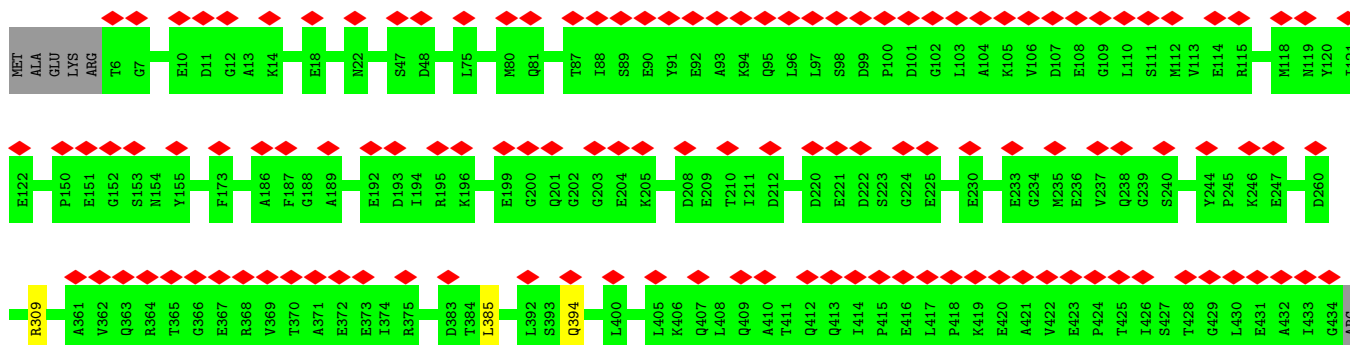 MET ALA GLU LYS ARG T6 G7 E10 D11 G12 A13 K14 E18 N22 S47 D48 L75 M80 Q81 T87 I88 S89 E90 Y91 E92 A93 K94 Q95 L96 L97 S98 D99 P100 D101 G102 L103 A104 K105 V106 D107 E108 G109 L110 S111 M112 V113 E114 R115 M118 N119 Y120 I121
E122 P150 E151 G152 S153 N154 Y155 F173 A186 F187 G188 A189 E192 D193 I194 R195 K196 E199 G200 Q201 G202 G203 E204 K205 D208 E209 T210 I211 D212 D220 E221 D222 S223 G224 E225 E230 E233 G234 M235 E236 V237 Q238 G239 S240 Y244 P245 K246 E247 D260
R309 A361 V362 Q363 R364 T365 G366 E367 R368 V369 T370 A371 E372 E373 I374 R375 D383 T384 L385 L392 S393 Q394 L400 L405 K406 Q407 L408 Q409 A410 T411 Q412 Q413 I414 P415 E416 L417 P418 K419 E420 A421 V422 E423 P424 T425 I426 S427 T428 G429 L430 E431 A432 I433 G434 ARG